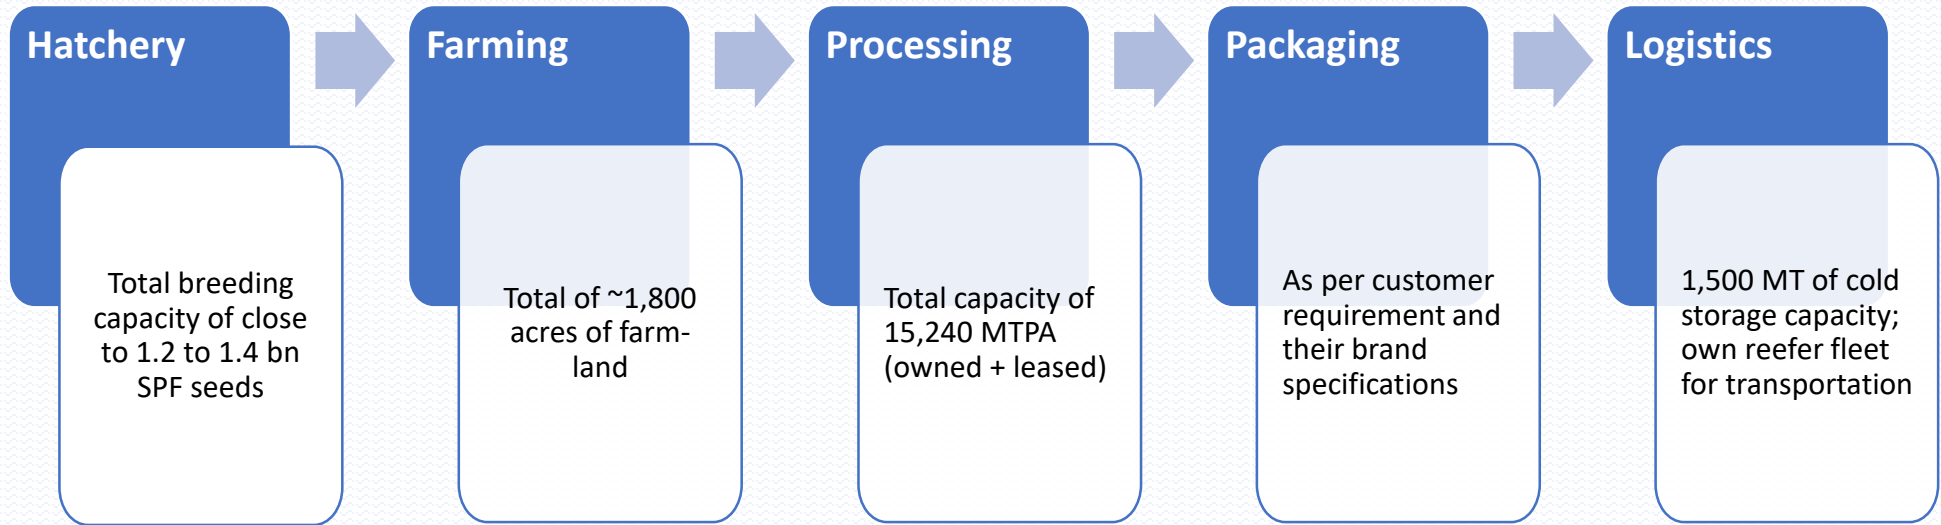 Hatchery
Total breeding
capacity of close
to 1.2 to 1.4 bn
SPF seeds
Farming
Total of ~1,800
acres of farm-
land
Processing
Total capacity of
15,240 MTPA
(owned + leased)
Packaging
As per customer
requirement and
their brand
specifications
Logistics
1,500 MT of cold
storage capacity;
own reefer fleet
for transportation